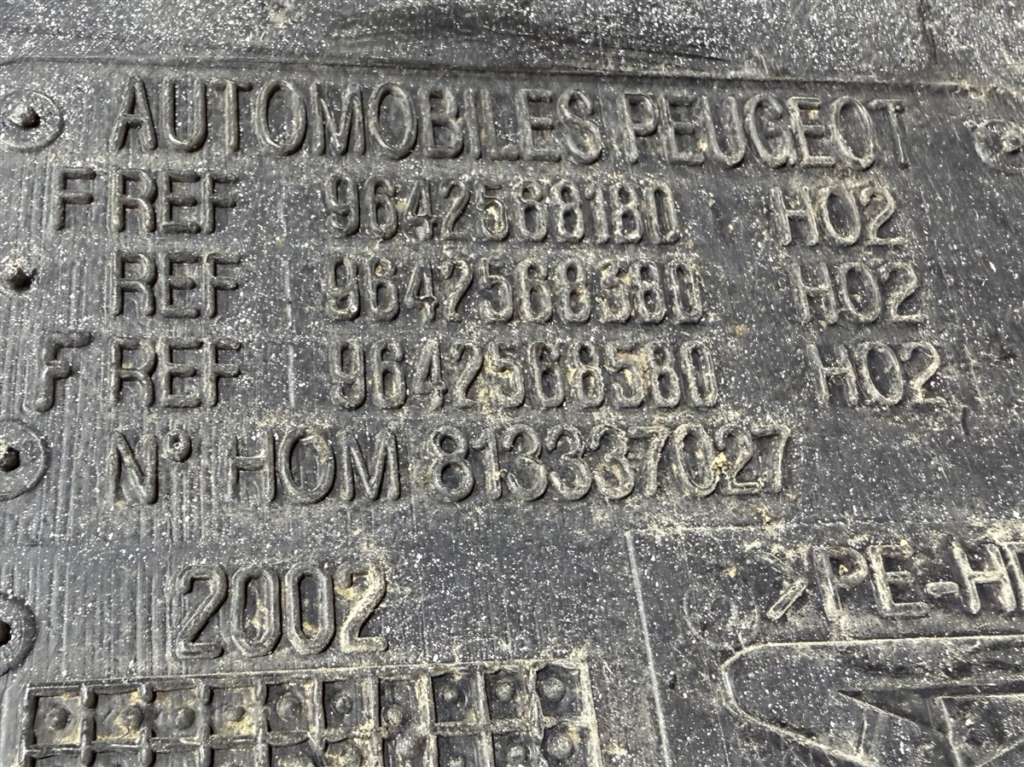 AUTOMOBILES PEUGEOT
F REF 9642568180 H02
REF 9642568380 H02
F REF 9642568580 H02
N° HOM 813337027
2002
>PE-H